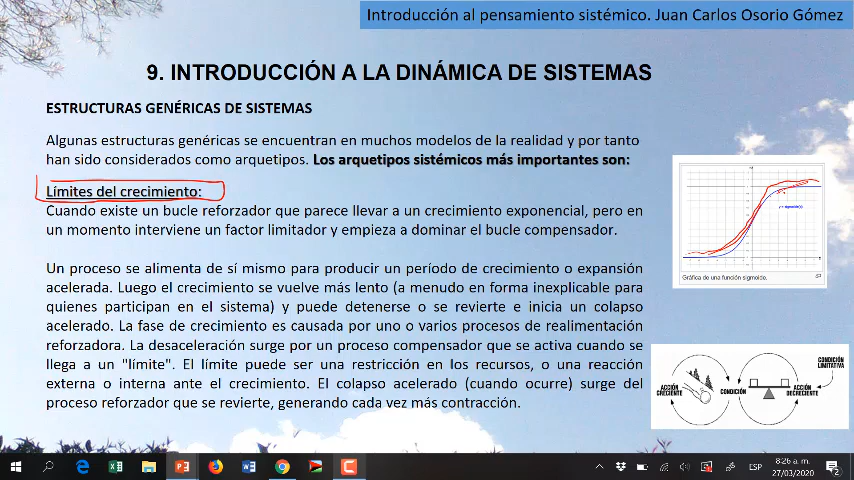 Introducción al pensamiento sistémico. Juan Carlos Osorio Gómez
9. INTRODUCCIÓN A LA DINÁMICA DE SISTEMAS
ESTRUCTURAS GENÉRICAS DE SISTEMAS
Algunas estructuras genéricas se encuentran en muchos modelos de la realidad y por tanto
han sido considerados como arquetipos. Los arquetipos sistémicos más importantes son:
Límites del crecimiento:
Cuando existe un bucle reforzador que parece llevar a un crecimiento exponencial, pero en
un momento interviene un factor limitador y empieza a dominar el bucle compensador.
Un proceso se alimenta de sí mismo para producir un período de crecimiento o expansión
acelerada. Luego el crecimiento se vuelve más lento (a menudo en forma inexplicable para
quienes participan en el sistema) y puede detenerse o se revierte e inicia un colapso
acelerado. La fase de crecimiento es causada por uno o varios procesos de realimentación
reforzadora. La desaceleración surge por un proceso compensador que se activa cuando se
llega a un "límite". El límite puede ser una restricción en los recursos, o una reacción
externa o interna ante el crecimiento. El colapso acelerado (cuando ocurre) surge del
proceso reforzador que se revierte, generando cada vez más contracción.
Gráfica de una función sigmoide.
CONDICIÓN
LIMITATIVA
ACCIÓN
CRECIENTE
CONDICIÓN
ACCIÓN
DECRECIENTE
ESP
8:26 a. m.
27/03/2020
2